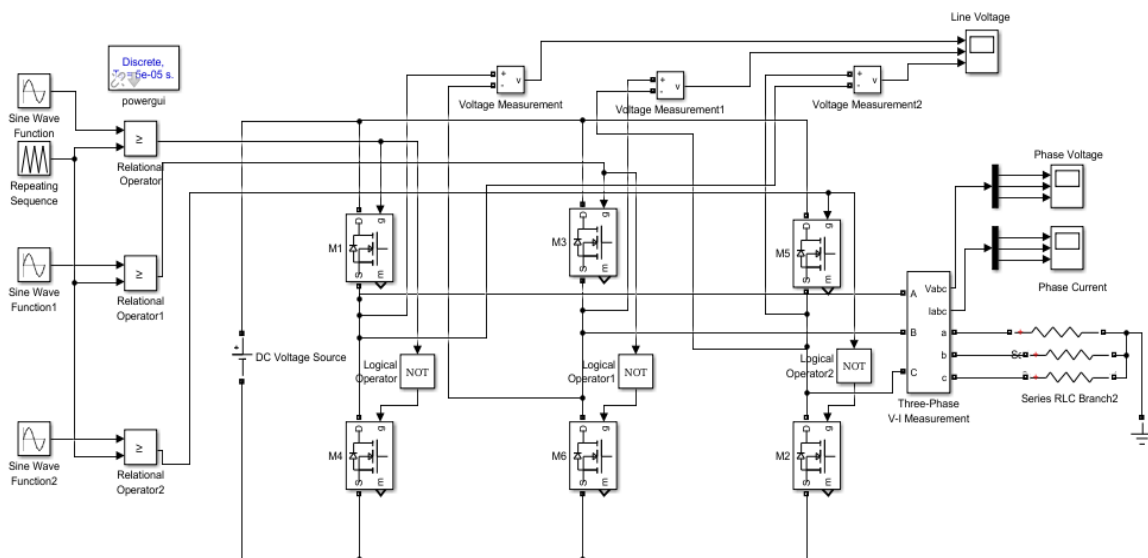 Line Voltage
Discrete,
5e-05 s.
powergui
+
-
v
Voltage Measurement
+
-
v
Voltage Measurement1
+
-
v
Voltage Measurement2
Sine Wave
Function
≥
Relational
Operator
Repeating
Sequence
Phase Voltage
D
g
M1
S
m
D
g
M3
S
m
D
g
M5
S
m
Sine Wave
Function1
≥
Relational
Operator1
Phase Current
A
B
C
Vabc
Iabc
a
b
c
Three-Phase
V-I Measurement
+
+
+
Series RLC Branch2
+
DC Voltage Source
Logical
Operator
NOT
Logical
Operator1
NOT
Logical
Operator2
NOT
Sine Wave
Function2
≥
Relational
Operator2
D
g
M4
S
m
D
g
M6
S
m
D
g
M2
S
m